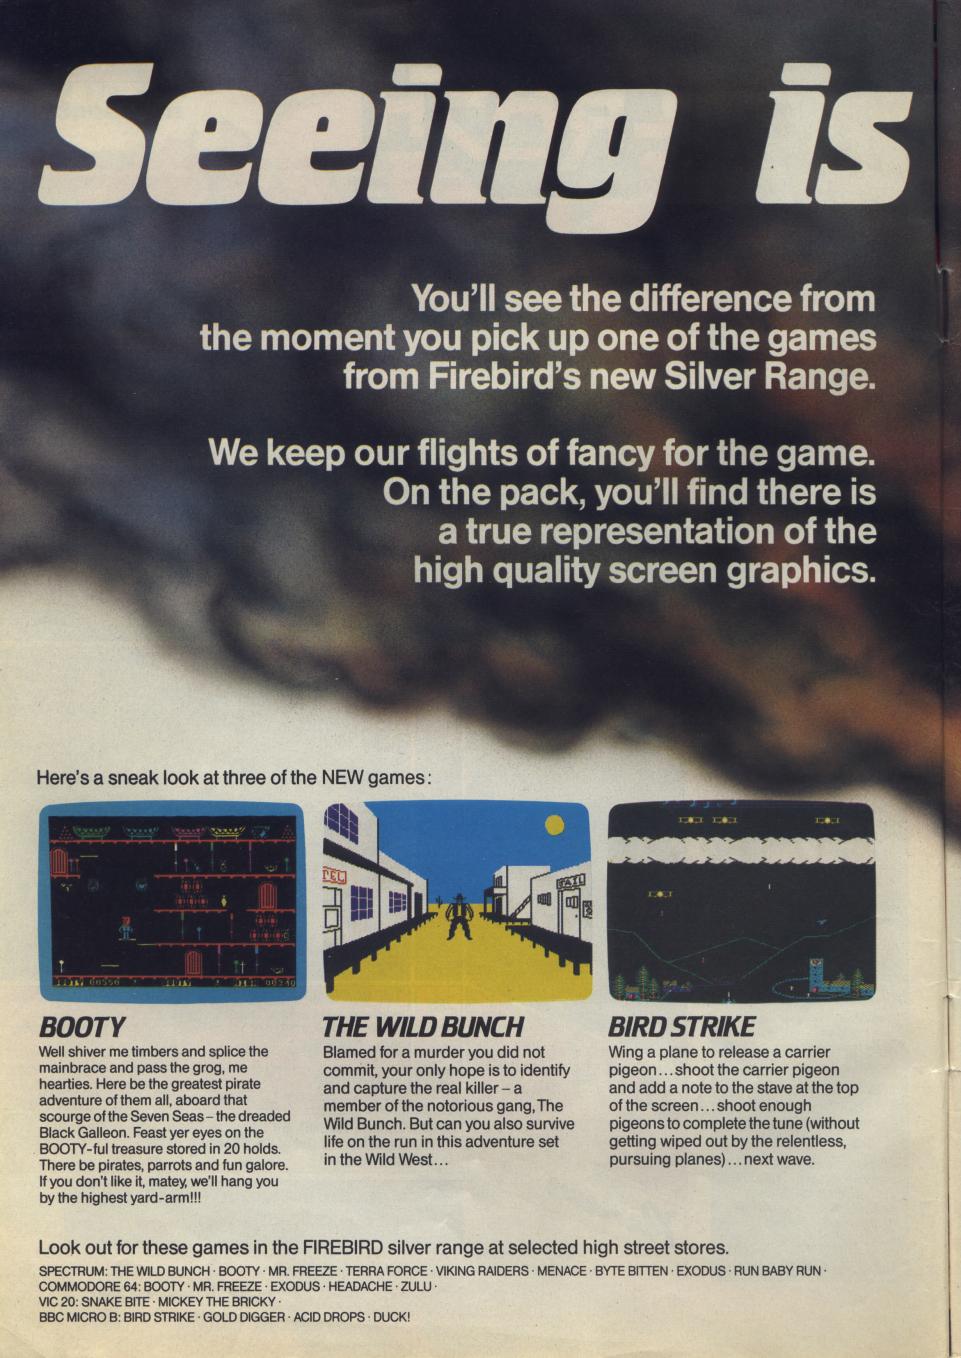 Seeing is
You'll see the difference from
the moment you pick up one of the games
from Firebird's new Silver Range.
We keep our flights of fancy for the game.
On the pack, you'll find there is
a true representation of the
high quality screen graphics.
Here's a sneak look at three of the NEW games:
BOOTY
Well shiver me timbers and splice the
mainbrace and pass the grog, me
hearties. Here be the greatest pirate
adventure of them all, aboard that
scourge of the Seven Seas – the dreaded
Black Galleon. Feast yer eyes on the
BOOTY-ful treasure stored in 20 holds.
There be pirates, parrots and fun galore.
If you don't like it, matey, we'll hang you
by the highest yard-arm!!!
THE WILD BUNCH
Blamed for a murder you did not
commit, your only hope is to identify
and capture the real killer – a
member of the notorious gang, The
Wild Bunch. But can you also survive
life on the run in this adventure set
in the Wild West...
BIRD STRIKE
Wing a plane to release a carrier
pigeon...shoot the carrier pigeon
and add a note to the stave at the top
of the screen...shoot enough
pigeons to complete the tune (without
getting wiped out by the relentless,
pursuing planes)...next wave.
Look out for these games in the FIREBIRD silver range at selected high street stores.
SPECTRUM: THE WILD BUNCH · BOOTY · MR. FREEZE · TERRA FORCE · VIKING RAIDERS · MENACE · BYTE BITTEN · EXODUS · RUN BABY RUN ·
COMMODORE 64: BOOTY · MR. FREEZE · EXODUS · HEADACHE · ZULU ·
VIC 20: SNAKE BITE · MICKEY THE BRICKY ·
BBC MICRO B: BIRD STRIKE · GOLD DIGGER · ACID DROPS · DUCK!